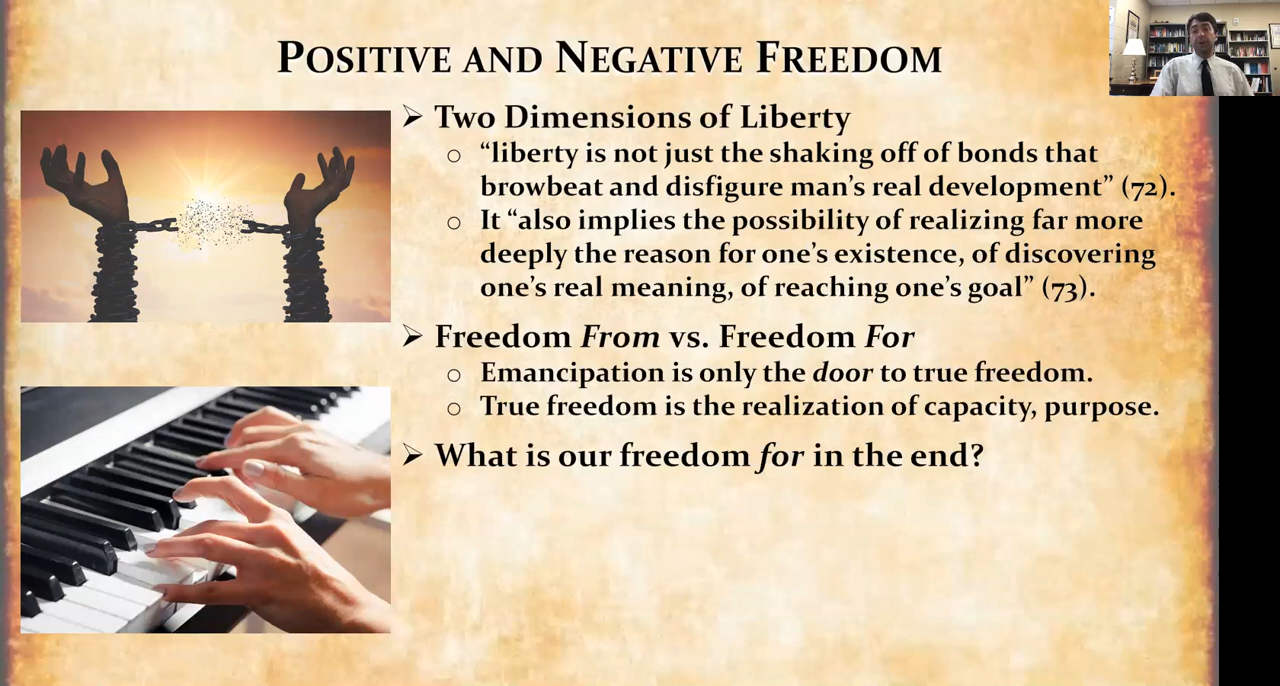 POSITIVE AND NEGATIVE FREEDOM
Two Dimensions of Liberty
“liberty is not just the shaking off of bonds that
browbeat and disfigure man’s real development” (72).
It “also implies the possibility of realizing far more
deeply the reason for one’s existence, of discovering
one’s real meaning, of reaching one’s goal” (73).
Freedom From vs. Freedom For
Emancipation is only the door to true freedom.
True freedom is the realization of capacity, purpose.
What is our freedom for in the end?